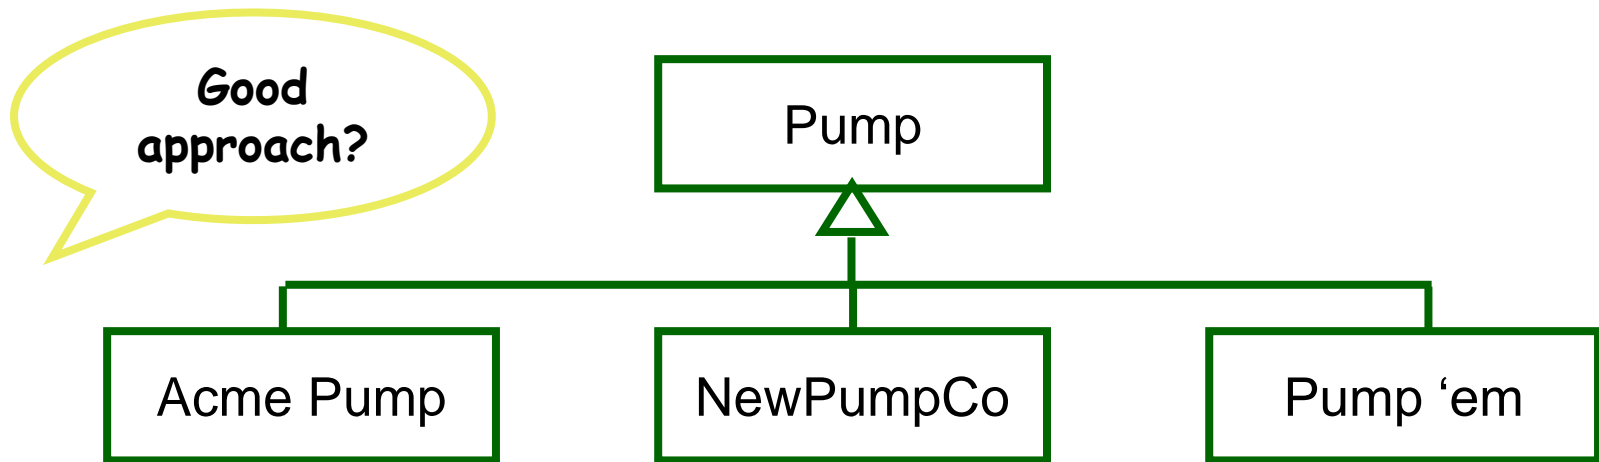 Good
approach?
Pump
Acme Pump
NewPumpCo
Pump ‘em